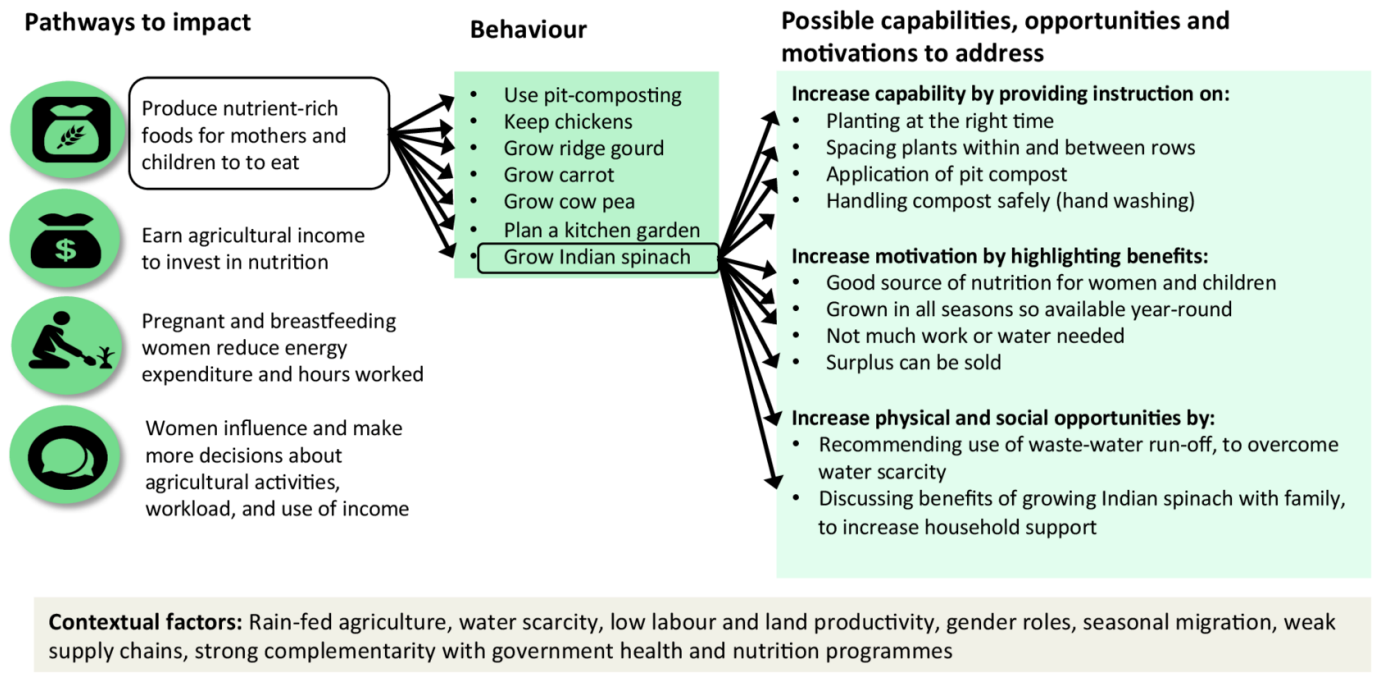 Pathways to impact
Produce nutrient-rich
foods for mothers and
children to to eat
Earn agricultural income
to invest in nutrition
Pregnant and breastfeeding
women reduce energy
expenditure and hours worked
Women influence and make
more decisions about
agricultural activities,
workload, and use of income
Behaviour
• Use pit-composting
• Keep chickens
• Grow ridge gourd
• Grow carrot
• Grow cow pea
• Plan a kitchen garden
• Grow Indian spinach
Possible capabilities, opportunities and
motivations to address
Increase capability by providing instruction on:
• Planting at the right time
• Spacing plants within and between rows
• Application of pit compost
• Handling compost safely (hand washing)
Increase motivation by highlighting benefits:
• Good source of nutrition for women and children
• Grown in all seasons so available year-round
• Not much work or water needed
• Surplus can be sold
Increase physical and social opportunities by:
• Recommending use of waste-water run-off, to overcome
water scarcity
• Discussing benefits of growing Indian spinach with family,
to increase household support
Contextual factors: Rain-fed agriculture, water scarcity, low labour and land productivity, gender roles, seasonal migration, weak
supply chains, strong complementarity with government health and nutrition programmes
$